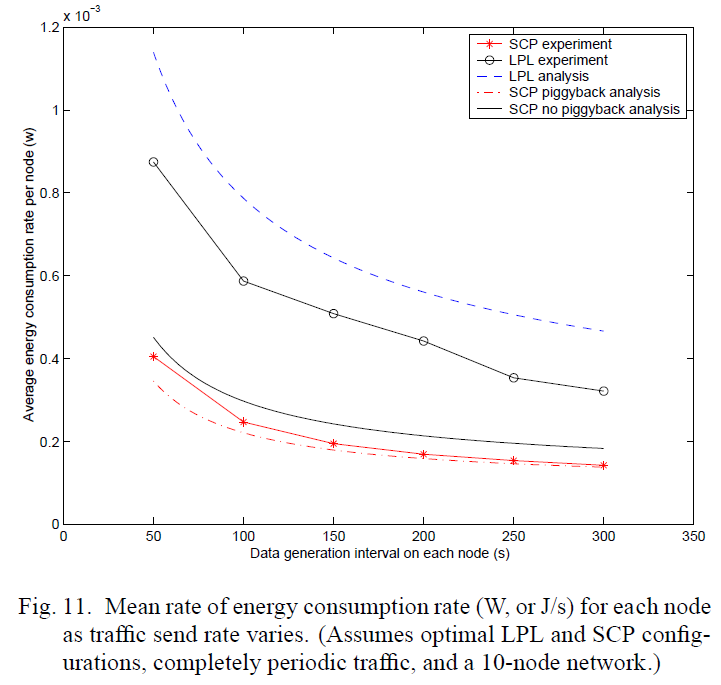 x 10⁻³
1.2
1
0.8
0.6
0.4
0.2
0
Average energy consumption rate per node (w)
SCP experiment
LPL experiment
LPL analysis
SCP piggyback analysis
SCP no piggyback analysis
0 50 100 150 200 250 300 350
Data generation interval on each node (s)
Fig. 11. Mean rate of energy consumption rate (W, or J/s) for each node
as traffic send rate varies. (Assumes optimal LPL and SCP config-
urations, completely periodic traffic, and a 10-node network.)